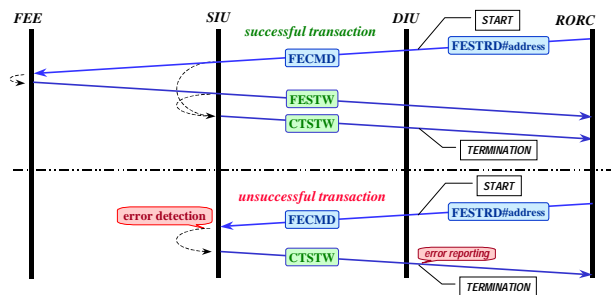 FEE SIU DIU RORC
successful transaction
START
FECMD
FESTRD#address
FESTW
CTSTW
TERMINATION
unsuccessful transaction
START
error detection
FECMD
FESTRD#address
CTSTW
error reporting
TERMINATION